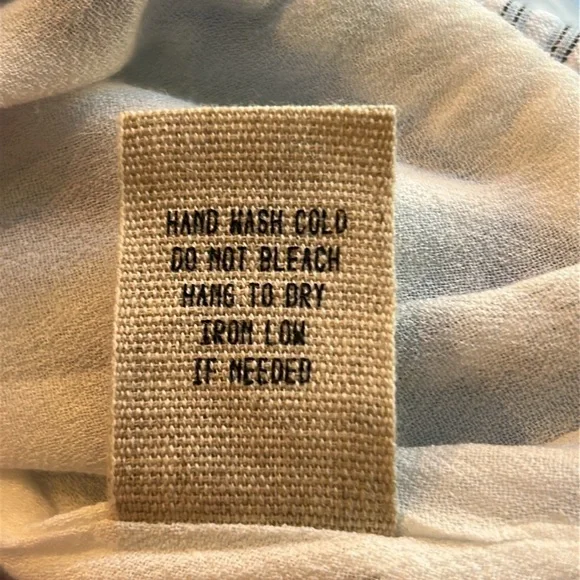 HAND WASH COLD
DO NOT BLEACH
HANG TO DRY
IRON LOW
IF NEEDED